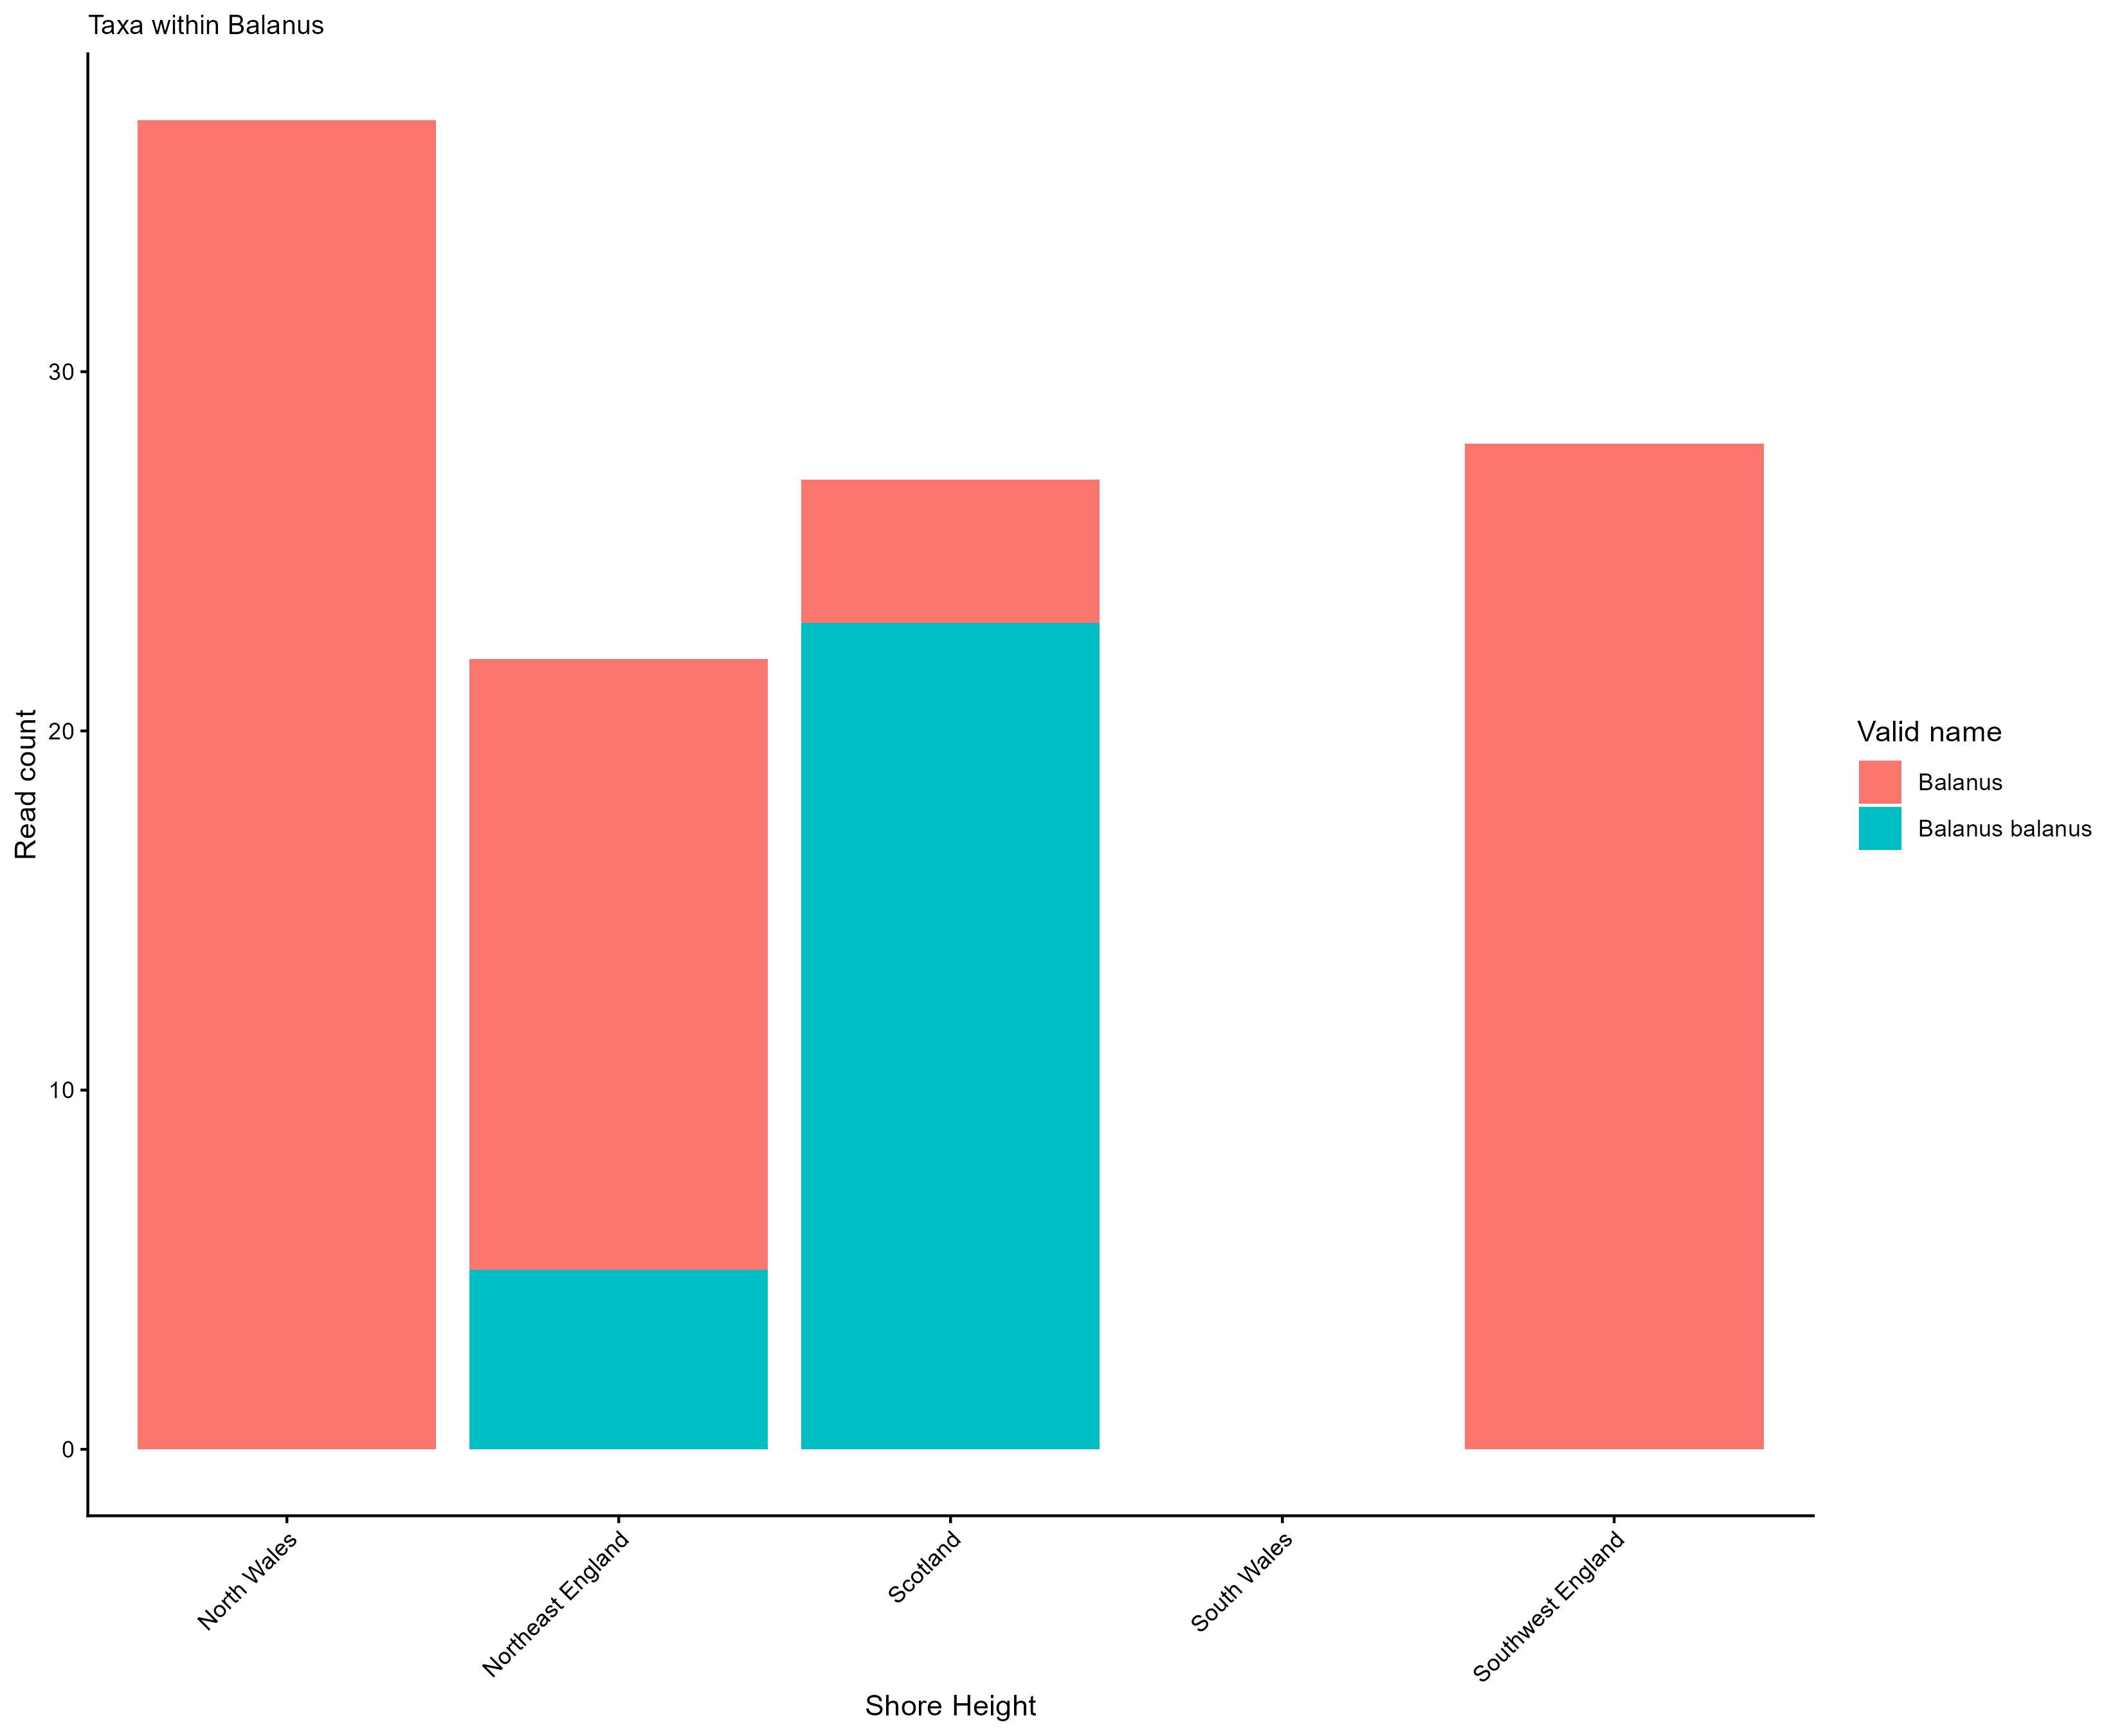 Taxa within Balanus
Read count
30
20
10
0
North Wales
Northeast England
Scotland
South Wales
Southwest England
Shore Height
Valid name
Balanus
Balanus balanus